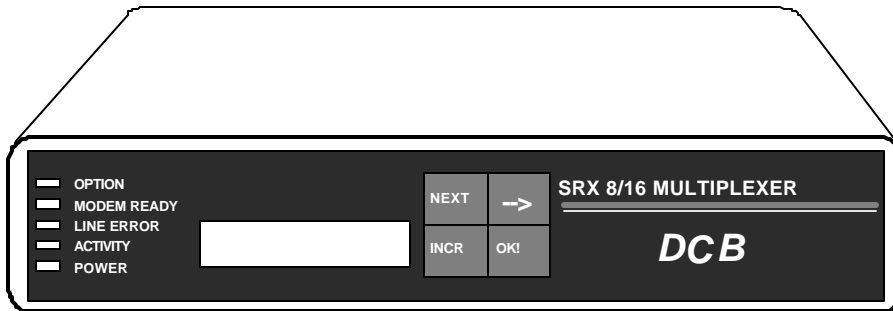 OPTION
MODEM READY
LINE ERROR
ACTIVITY
POWER
NEXT -->
INCR OK!
SRX 8/16 MULTIPLEXER
DCB